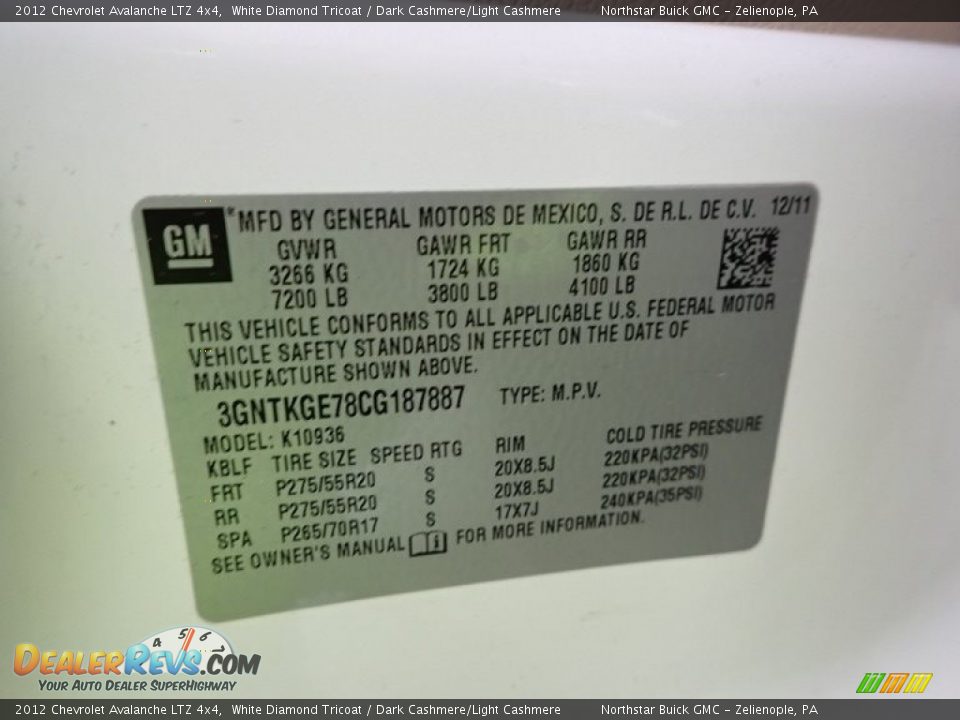 2012 Chevrolet Avalanche LTZ 4x4, White Diamond Tricoat / Dark Cashmere/Light Cashmere Northstar Buick GMC - Zelienople, PA
GM
*MFD BY GENERAL MOTORS DE MEXICO, S. DE R.L. DE C.V. 12/11
GVWR GAWR FRT GAWR RR
3266 KG 1724 KG 1860 KG
7200 LB 3800 LB 4100 LB
THIS VEHICLE CONFORMS TO ALL APPLICABLE U.S. FEDERAL MOTOR
VEHICLE SAFETY STANDARDS IN EFFECT ON THE DATE OF
MANUFACTURE SHOWN ABOVE.
3GNTKGE78CG187887 TYPE: M.P.V.
MODEL: K10936
KBLF TIRE SIZE SPEED RTG RIM COLD TIRE PRESSURE
FRT P275/55R20 S 20X8.5J 220KPA(32PSI)
RR P275/55R20 S 20X8.5J 220KPA(32PSI)
SPA P265/70R17 S 17X7J 240KPA(35PSI)
SEE OWNER'S MANUAL FOR MORE INFORMATION.
4 5 6
DEALERREVS.COM
YOUR AUTO DEALER SUPERHIGHWAY
2012 Chevrolet Avalanche LTZ 4x4, White Diamond Tricoat / Dark Cashmere/Light Cashmere Northstar Buick GMC - Zelienople, PA